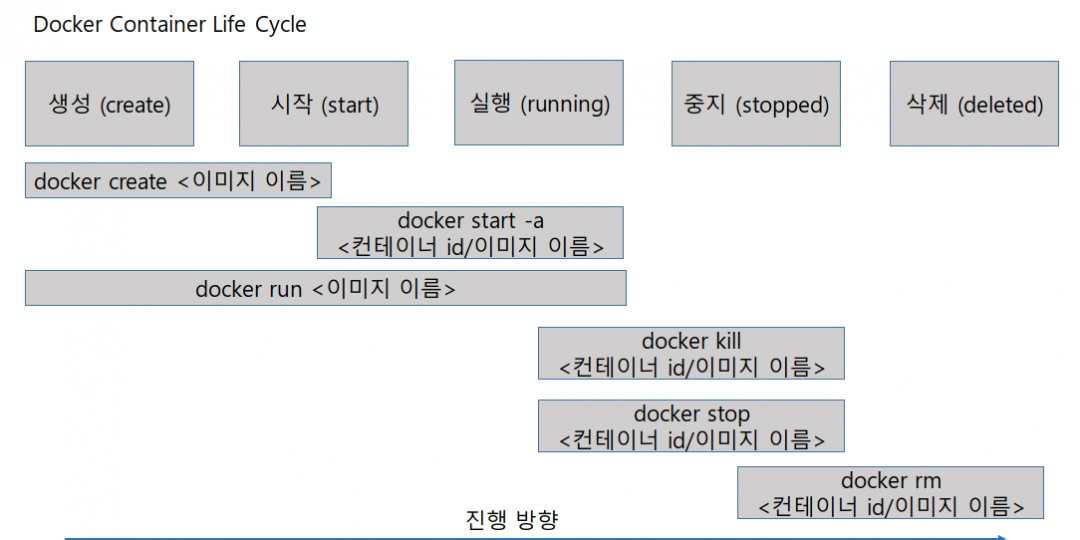 Docker Container Life Cycle
생성 (create)
시작 (start)
실행 (running)
중지 (stopped)
삭제 (deleted)
docker create <이미지 이름>
docker start -a
<컨테이너 id/이미지 이름>
docker run <이미지 이름>
docker kill
<컨테이너 id/이미지 이름>
docker stop
<컨테이너 id/이미지 이름>
docker rm
<컨테이너 id/이미지 이름>
진행 방향